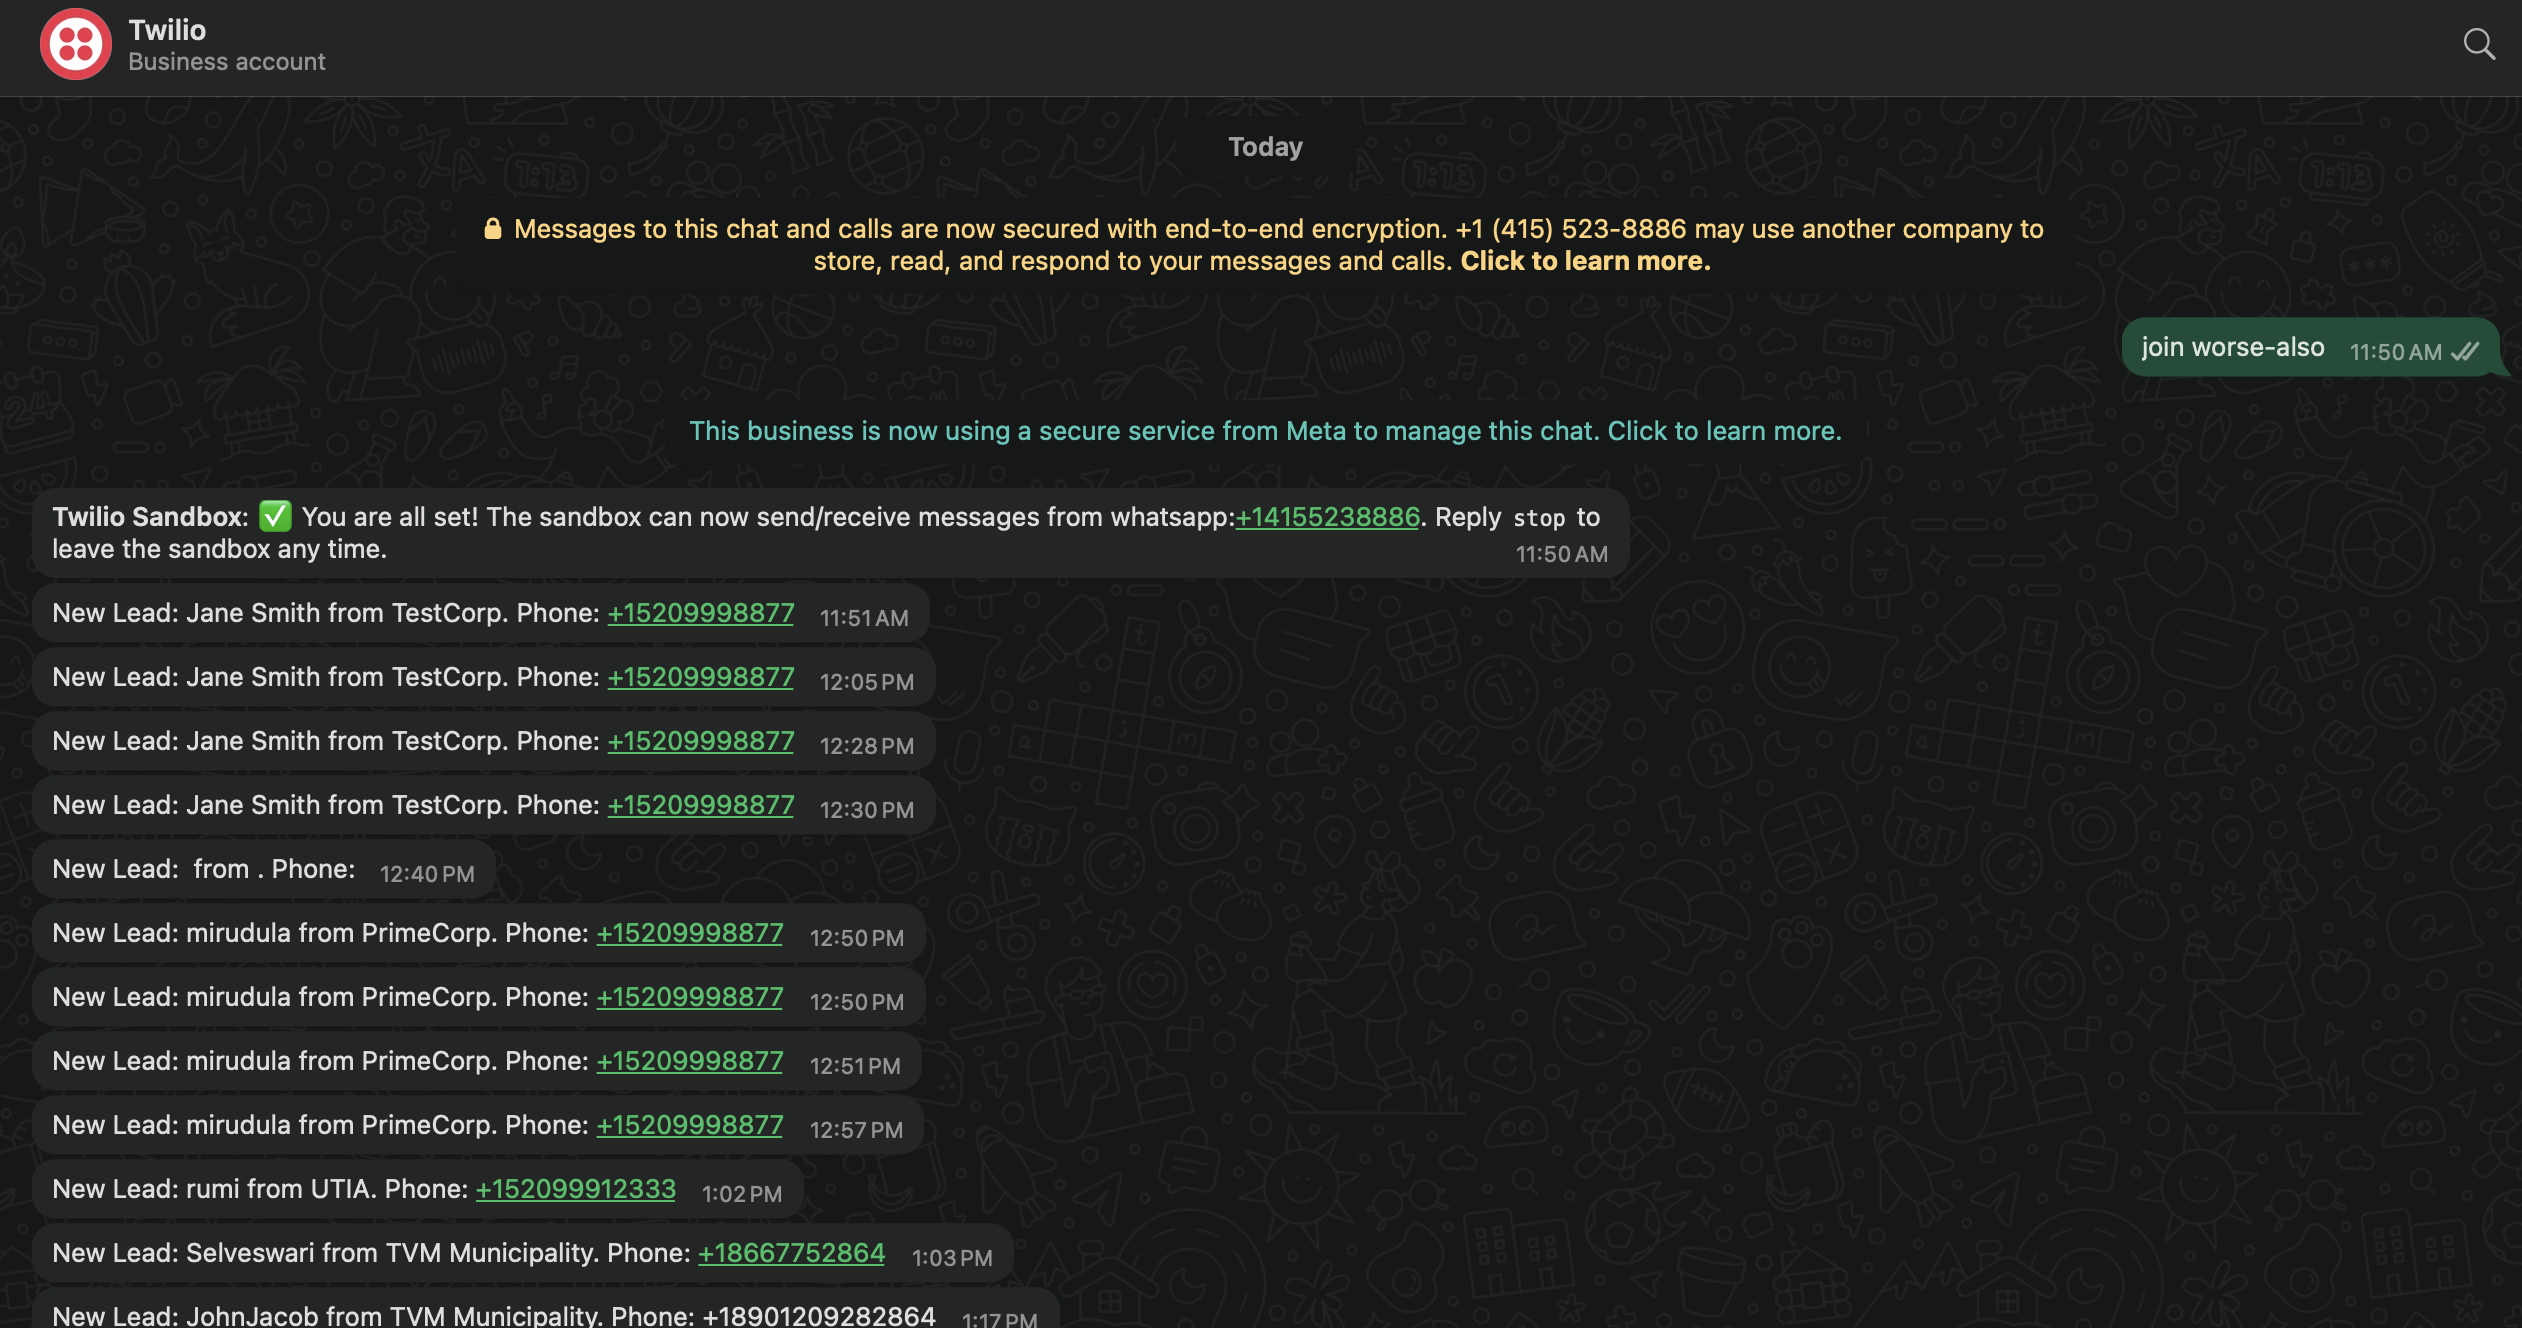 Twilio
Business account
Today
Messages to this chat and calls are now secured with end-to-end encryption. +1 (415) 523-8886 may use another company to
store, read, and respond to your messages and calls. Click to learn more.
join worse-also 11:50 AM
This business is now using a secure service from Meta to manage this chat. Click to learn more.
Twilio Sandbox: ✅ You are all set! The sandbox can now send/receive messages from whatsapp:+14155238886. Reply stop to
leave the sandbox any time. 11:50 AM
New Lead: Jane Smith from TestCorp. Phone: +15209998877 11:51 AM
New Lead: Jane Smith from TestCorp. Phone: +15209998877 12:05 PM
New Lead: Jane Smith from TestCorp. Phone: +15209998877 12:28 PM
New Lead: Jane Smith from TestCorp. Phone: +15209998877 12:30 PM
New Lead:  from . Phone: 12:40 PM
New Lead: mirudula from PrimeCorp. Phone: +15209998877 12:50 PM
New Lead: mirudula from PrimeCorp. Phone: +15209998877 12:50 PM
New Lead: mirudula from PrimeCorp. Phone: +15209998877 12:51 PM
New Lead: mirudula from PrimeCorp. Phone: +15209998877 12:57 PM
New Lead: rumi from UTIA. Phone: +152099912333 1:02 PM
New Lead: Selveswari from TVM Municipality. Phone: +18667752864 1:03 PM
New Lead: JohnJacob from TVM Municipality. Phone: +18901209282864 1:17 PM